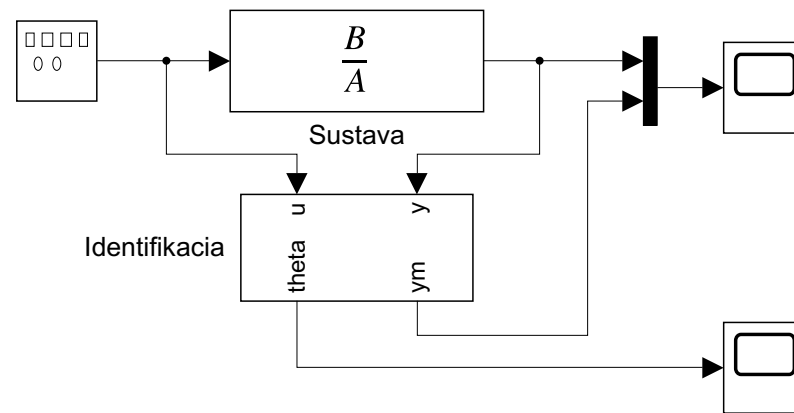 B
A
Sustava
u
y
Identifikacia
theta
ym